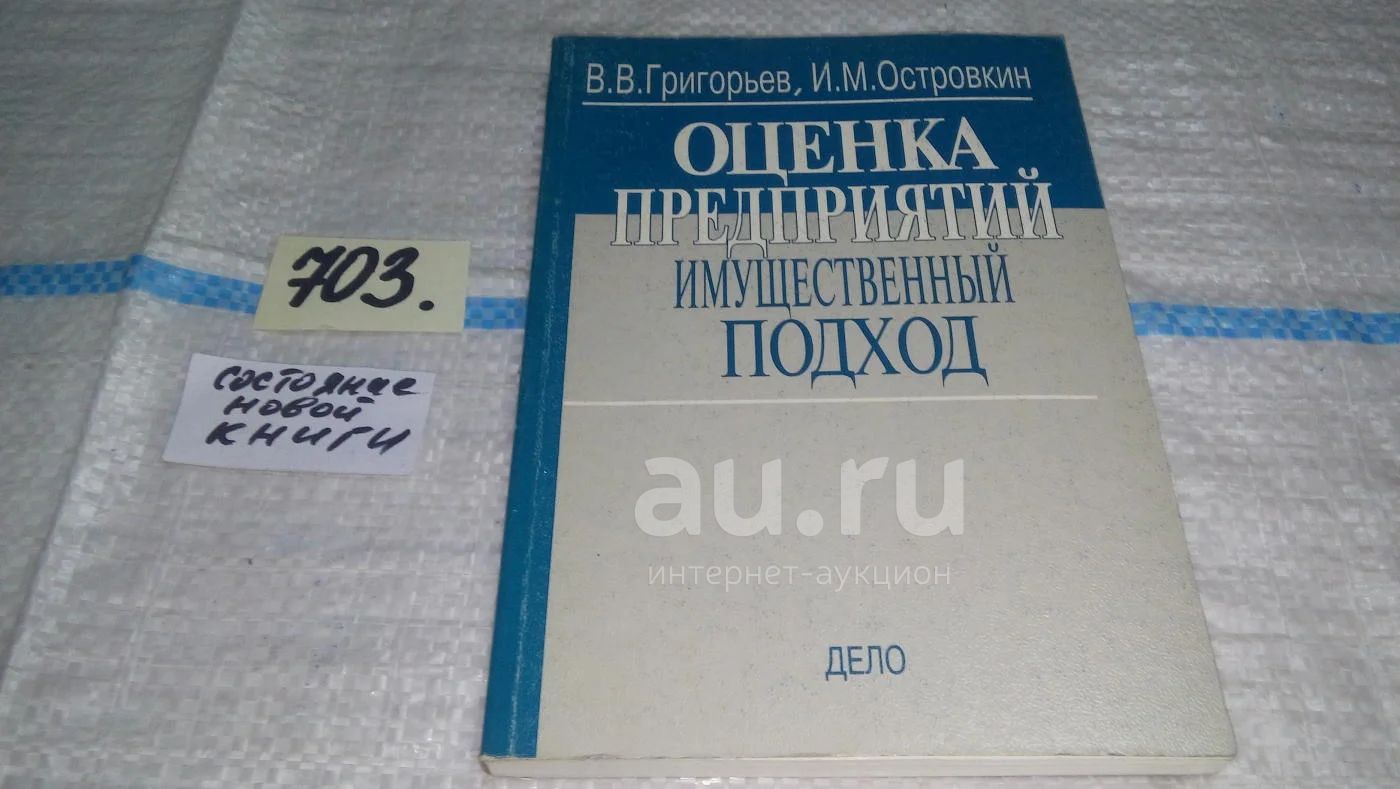 В.В.Григорьев, И.М.Островкин
ОЦЕНКА
ПРЕДПРИЯТИЙ
ИМУЩЕСТВЕННЫЙ
ПОДХОД
703.
состояние
новой
книги
au.ru
интернет-аукцион
ДЕЛО